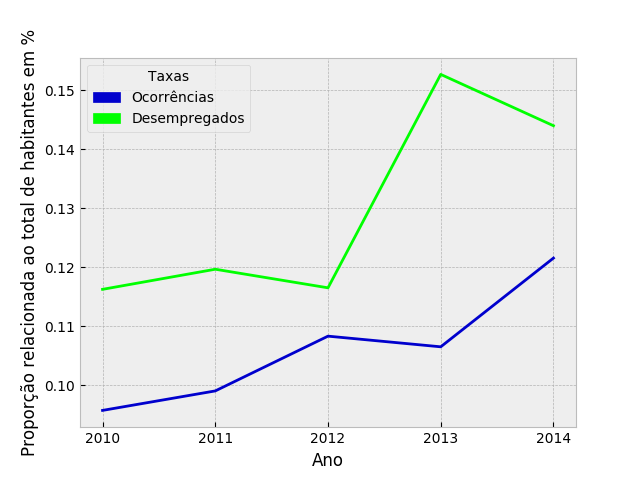 Proporção relacionada ao total de habitantes em %
Taxas
Ocorrências
Desempregados
0.15
0.14
0.13
0.12
0.11
0.10
2010
2011
2012
2013
2014
Ano